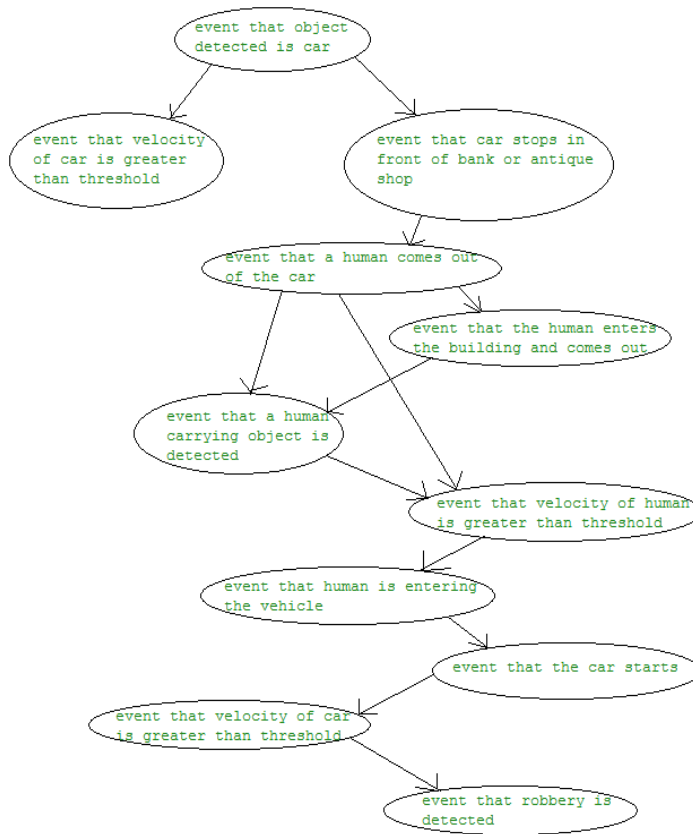 event that object
detected is car
event that velocity
of car is greater
than threshold
event that car stops in
front of bank or antique
shop
event that a human comes out
of the car
event that the human enters
the building and comes out
event that a human
carrying object is
detected
event that velocity of human
is greater than threshold
event that human is entering
the vehicle
event that the car starts
event that velocity of car
is greater than threshold
event that robbery is
detected